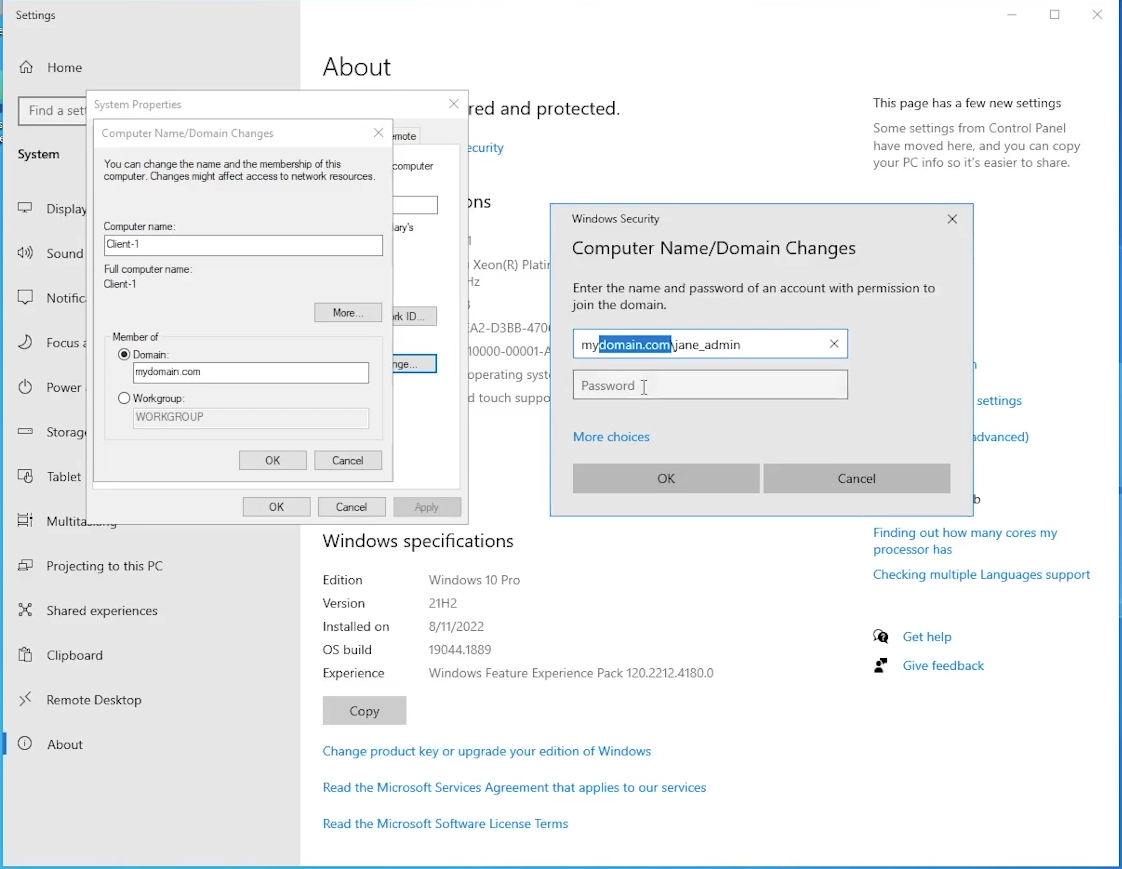 Settings
Home
Find a set
System
Display
Sound
Notific
Focus a
Power
Storag
Tablet
Multitasking
Projecting to this PC
Shared experiences
Clipboard
Remote Desktop
About
About
red and protected.
ecurity
ons
Xeon(R) Platin
Hz
EA2-D3BB-4706
10000-00001-A
operating syste
d touch suppo
System Properties
emote
computer
ary's
rk ID...
nge...
OK
Cancel
Apply
Computer Name/Domain Changes
You can change the name and the membership of this
computer. Changes might affect access to network resources.
Computer name:
Client-1
Full computer name:
Client-1
More...
Member of
Domain:
mydomain.com
Workgroup:
WORKGROUP
OK
Cancel
Windows Security
Computer Name/Domain Changes
Enter the name and password of an account with permission to
join the domain.
mydomain.com\jane_admin
Password
More choices
OK
Cancel
This page has a few new settings
Some settings from Control Panel
have moved here, and you can copy
your PC info so it's easier to share.
settings
advanced)
Finding out how many cores my
processor has
Checking multiple Languages support
Get help
Give feedback
Windows specifications
Edition Windows 10 Pro
Version 21H2
Installed on 8/11/2022
OS build 19044.1889
Experience Windows Feature Experience Pack 120.2212.4180.0
Copy
Change product key or upgrade your edition of Windows
Read the Microsoft Services Agreement that applies to our services
Read the Microsoft Software License Terms